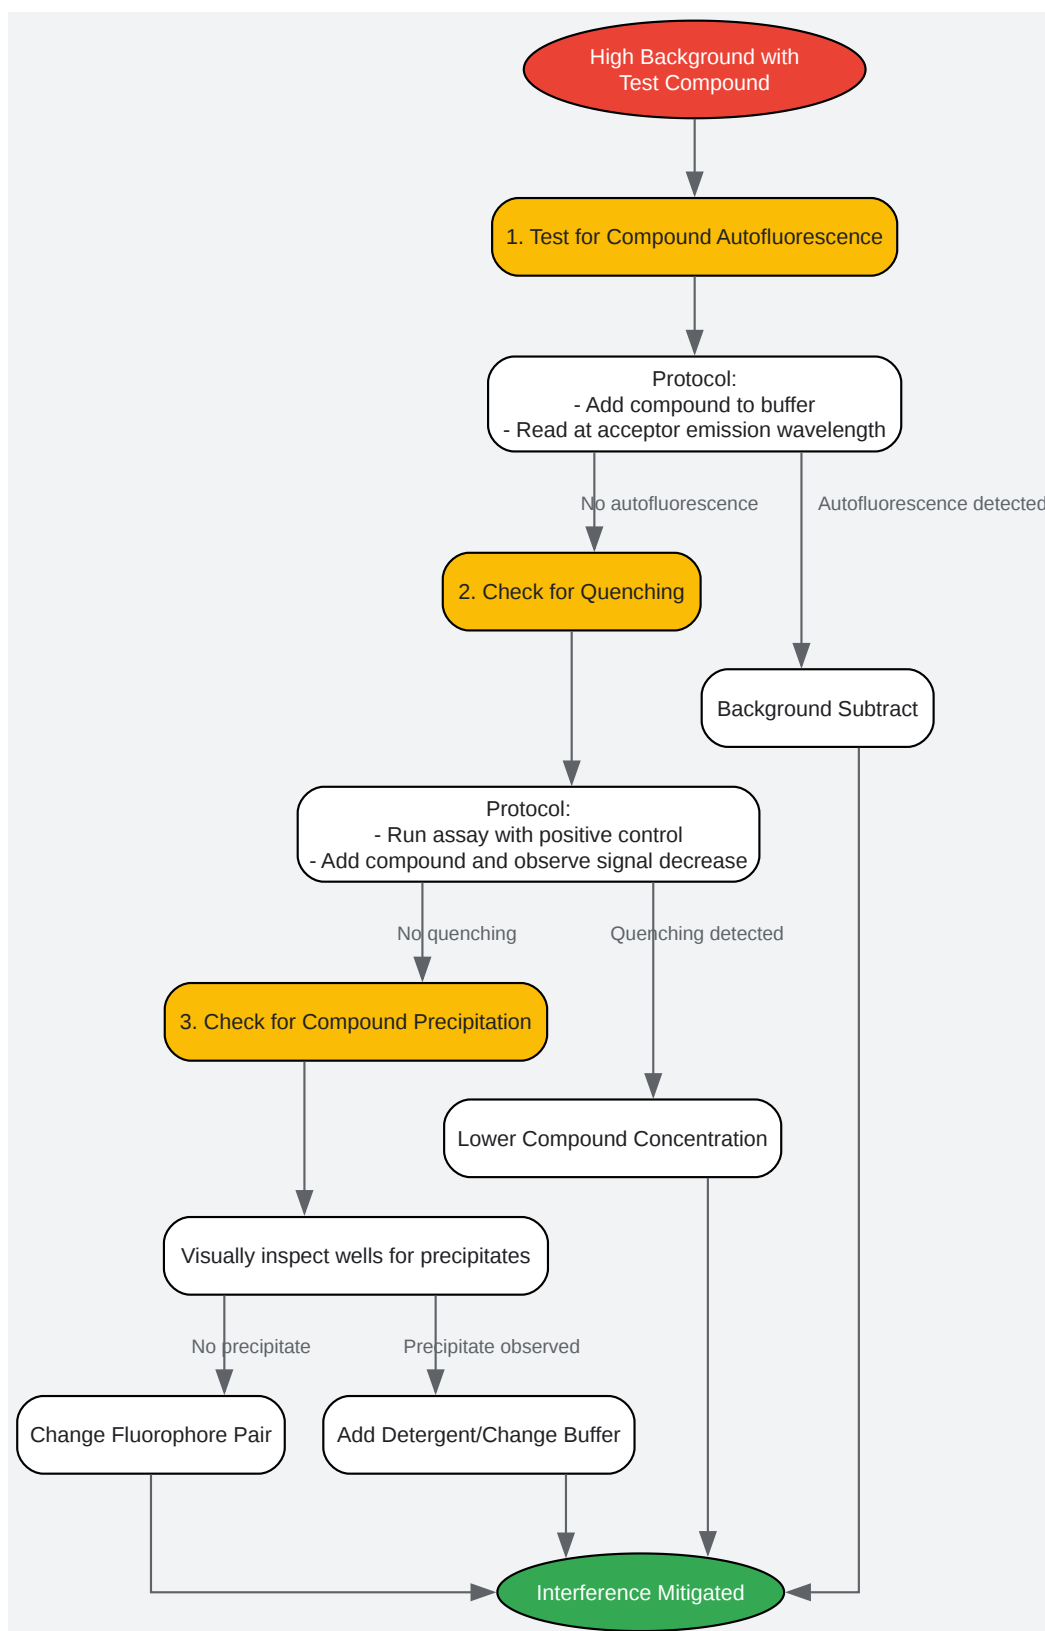 High Background with
Test Compound
1. Test for Compound Autofluorescence
Protocol:
- Add compound to buffer
- Read at acceptor emission wavelength
No autofluorescence
Autofluorescence detected
2. Check for Quenching
Background Subtract
Protocol:
- Run assay with positive control
- Add compound and observe signal decrease
No quenching
Quenching detected
3. Check for Compound Precipitation
Lower Compound Concentration
Visually inspect wells for precipitates
No precipitate
Precipitate observed
Change Fluorophore Pair
Add Detergent/Change Buffer
Interference Mitigated